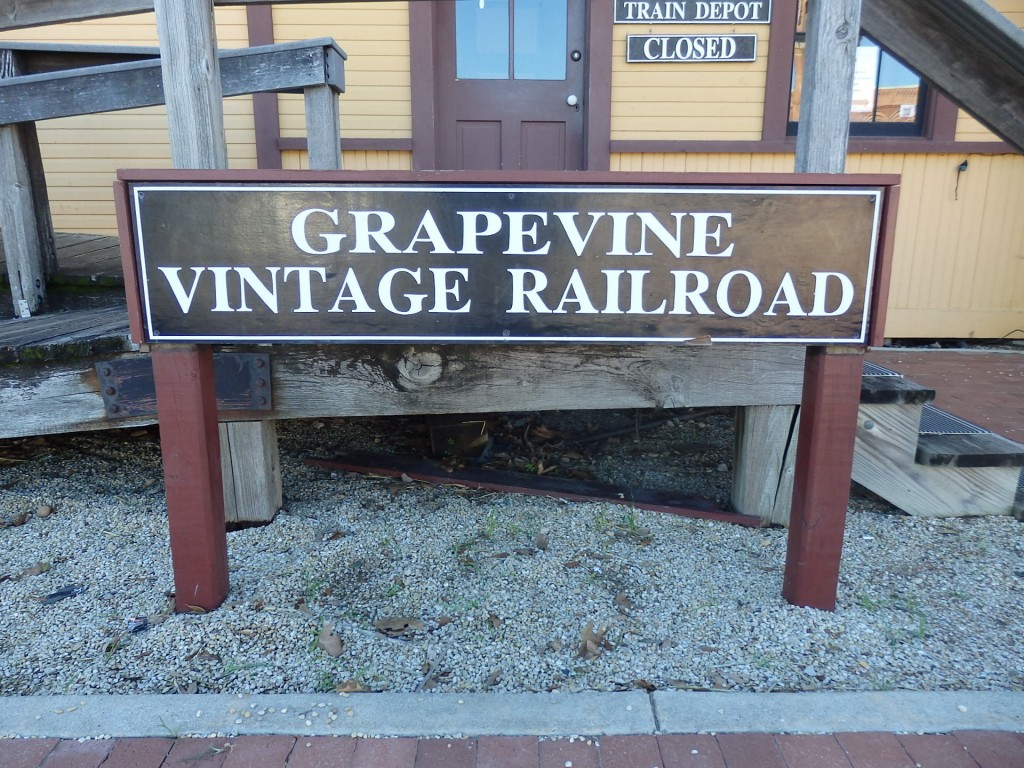 TRAIN DEPOT
CLOSED
GRAPEVINE
VINTAGE RAILROAD